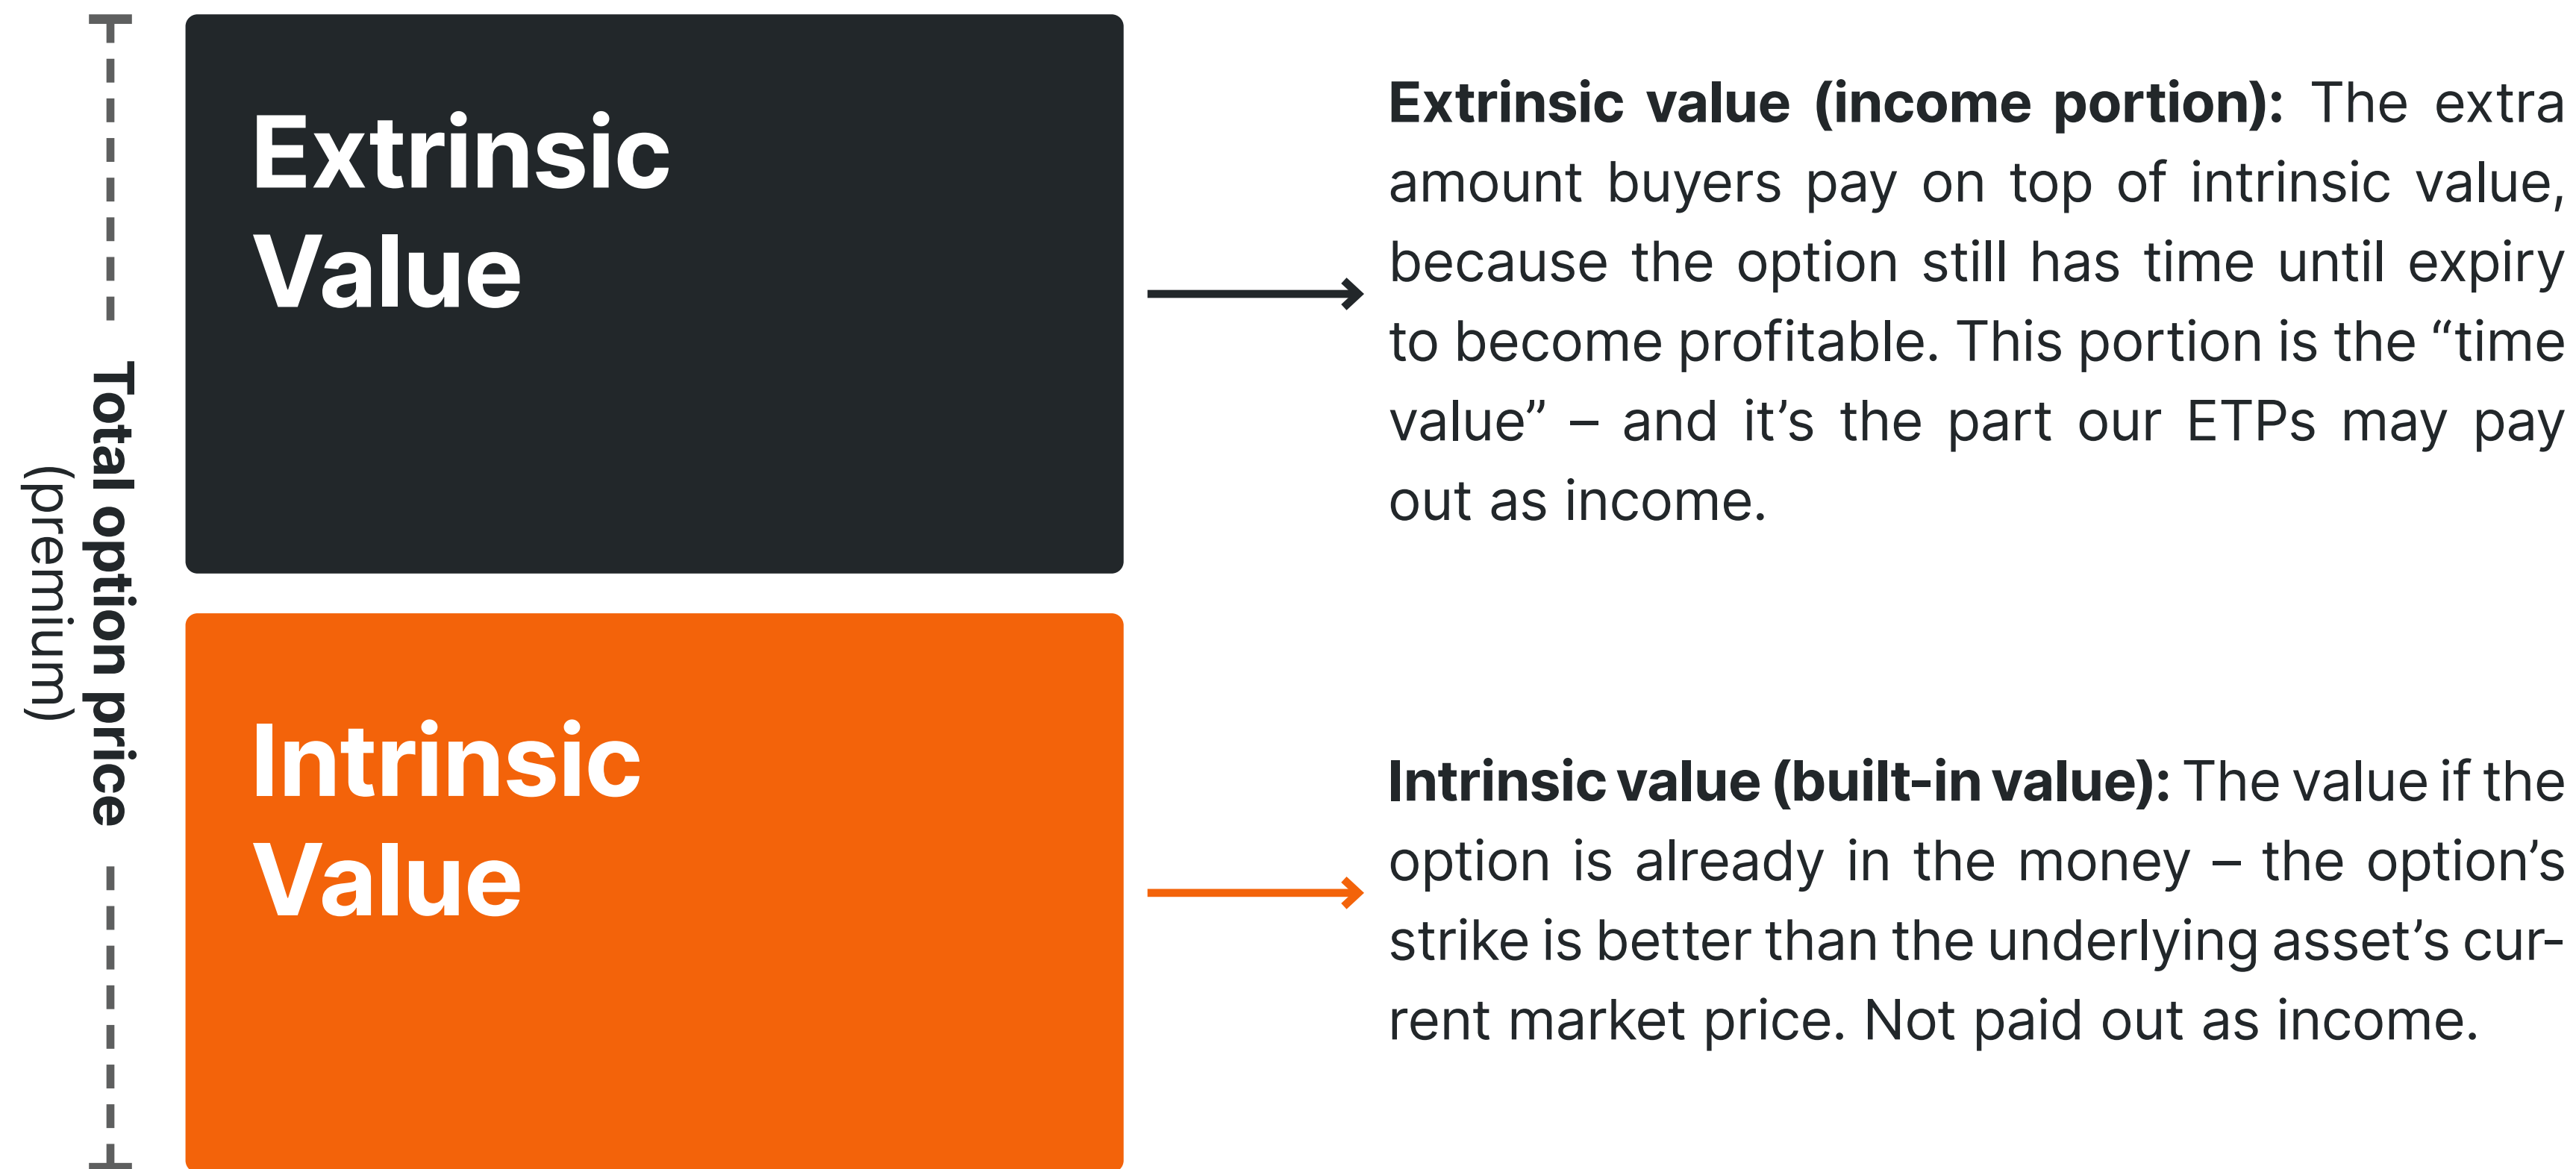 Total option price
(premium)
Extrinsic
Value
Extrinsic value (income portion): The extra
amount buyers pay on top of intrinsic value,
because the option still has time until expiry
to become profitable. This portion is the “time
value” – and it’s the part our ETPs may pay
out as income.
Intrinsic
Value
Intrinsic value (built-in value): The value if the
option is already in the money – the option’s
strike is better than the underlying asset’s cur-
rent market price. Not paid out as income.